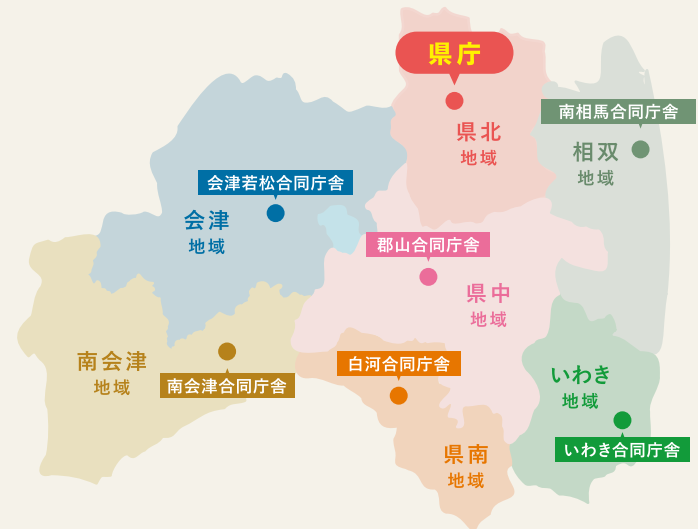 県庁
県北
地域
南相馬合同庁舎
相双
地域
会津若松合同庁舎
会津
地域
郡山合同庁舎
県中
地域
南会津
地域
南会津合同庁舎
白河合同庁舎
いわき
地域
いわき合同庁舎
県南
地域